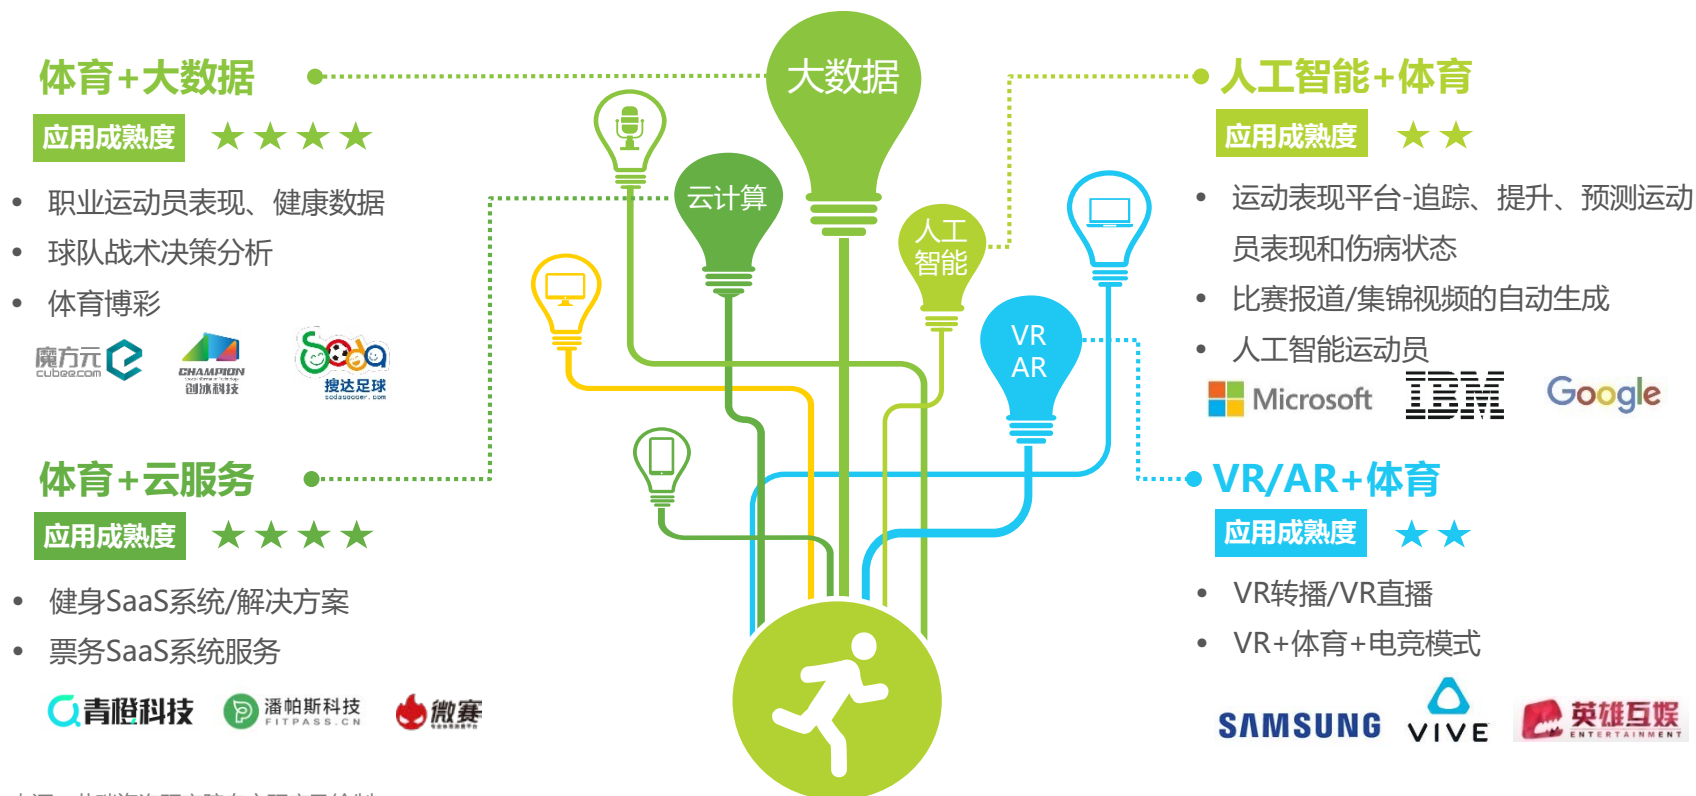 体育+大数据
应用成熟度
• 职业运动员表现、健康数据
• 球队战术决策分析
• 体育博彩
魔方元
cubee.com
CHAMPION
创冰科技
Soda
搜达足球
sodasoccer.com
体育+云服务
应用成熟度
• 健身SaaS系统/解决方案
• 票务SaaS系统服务
青橙科技
潘帕斯科技
FITPASS.CN
微赛
大数据
云计算
人工
智能
VR
AR
人工智能+体育
应用成熟度
• 运动表现平台-追踪、提升、预测运动
员表现和伤病状态
• 比赛报道/集锦视频的自动生成
• 人工智能运动员
Microsoft
IBM
Google
VR/AR+体育
应用成熟度
• VR转播/VR直播
• VR+体育+电竞模式
SAMSUNG
VIVE
英雄互娱
ENTERTAINMENT